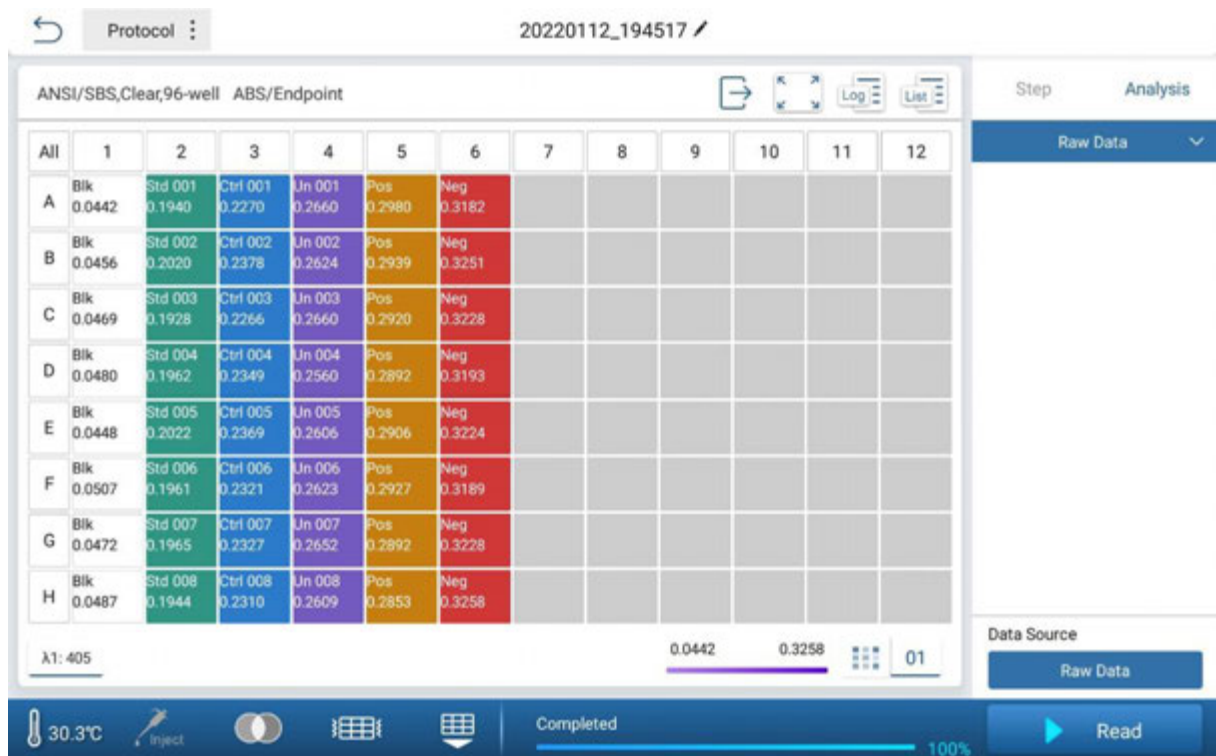 Protocol
20220112_194517
ANSI/SBS,Clear,96-well ABS/Endpoint
Log
List
Step Analysis
Raw Data
All 1 2 3 4 5 6 7 8 9 10 11 12
Blk Std 001 Ctrl 001 Un 001 Pos Neg
A 0.0442 0.1940 0.2270 0.2660 0.2980 0.3182
Blk Std 002 Ctrl 002 Un 002 Pos Neg
B 0.0456 0.2020 0.2378 0.2624 0.2939 0.3251
Blk Std 003 Ctrl 003 Un 003 Pos Neg
C 0.0469 0.1928 0.2266 0.2660 0.2920 0.3228
Blk Std 004 Ctrl 004 Un 004 Pos Neg
D 0.0480 0.1962 0.2349 0.2560 0.2892 0.3193
Blk Std 005 Ctrl 005 Un 005 Pos Neg
E 0.0448 0.2022 0.2369 0.2606 0.2906 0.3224
Blk Std 006 Ctrl 006 Un 006 Pos Neg
F 0.0507 0.1961 0.2321 0.2623 0.2927 0.3189
Blk Std 007 Ctrl 007 Un 007 Pos Neg
G 0.0472 0.1965 0.2327 0.2652 0.2892 0.3228
Blk Std 008 Ctrl 008 Un 008 Pos Neg
H 0.0487 0.1944 0.2310 0.2609 0.2853 0.3258
λ1: 405
0.0442 0.3258
01
Data Source
Raw Data
30.3℃
Inject
Completed
100%
Read